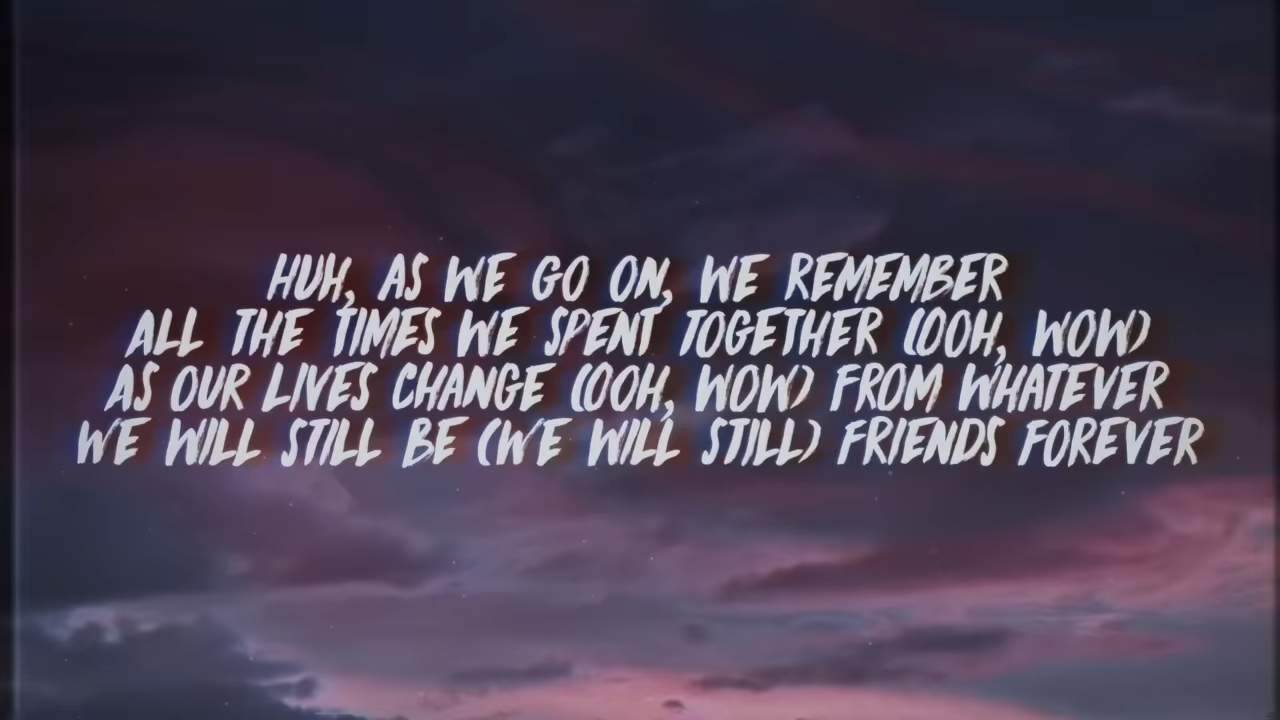 HUH, AS WE GO ON, WE REMEMBER
ALL THE TIMES WE SPENT TOGETHER (OOH, WOW)
AS OUR LIVES CHANGE (OOH, WOW) FROM WHATEVER
WE WILL STILL BE (WE WILL STILL) FRIENDS FOREVER